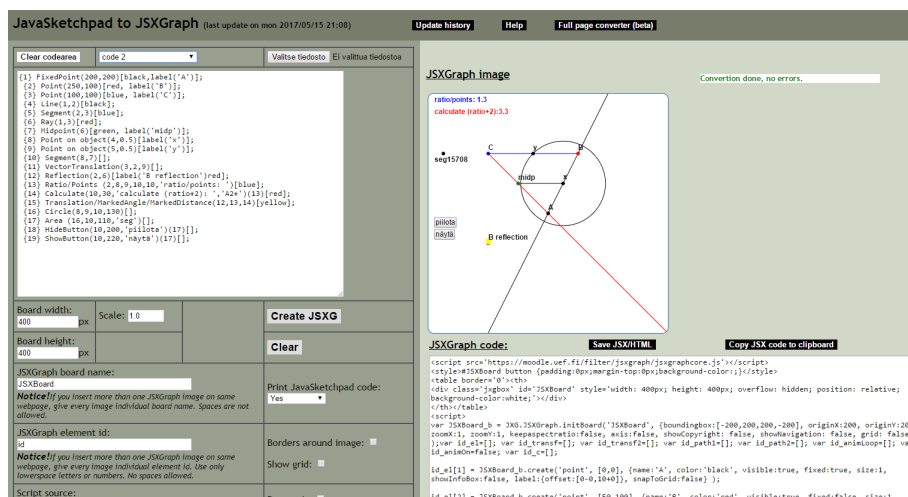 JavaSketchpad to JSXGraph (last update on mon 2017/05/15 21:08)
Update history
Help
Full page converter (beta)
Clear codearea
code 2
Valitse tiedosto Ei valittua tiedostoa
{1} FixedPoint(200,200)[black,label('A')];
{2} Point(250,100)[red, label('B')];
{3} Point(100,100)[blue, label('C')];
{4} Line(1,2)[black];
{5} Segment(2,3)[blue];
{6} Ray(1,3)[red];
{7} Midpoint(6)[green, label('midp')];
{8} Point on object(4,0.5)[label('x')];
{9} Point on object(5,0.5)[label('y')];
{10} Segment(8,7)[];
{11} VectorTranslation(3,2,9)[];
{12} Reflection(2,6)[label('B reflection')red];
{13} Ratio/Points (2,8,9,10,10,'ratio/points: ')[blue];
{14} Calculate(10,30,'calculate (ratio+2): ','A2+')(13)[red];
{15} Translation/MarkedAngle/MarkedDistance(12,13,14)[yellow];
{16} Circle(8,9,10,130)[];
{17} Area (16,10,110,'seg')[];
{18} HideButton(10,200,'piilota')(17)[];
{19} ShowButton(10,220,'näytä')(17)[];
Board width:
400 px
Scale: 1.0
Create JSXG
Board height:
400 px
Clear
JSXGraph board name:
JSXBoard
Notice! If you insert more than one JSXGraph image on same
webpage, give every image individual board name. Spaces are not
allowed.
Print JavaSketchpad code:
Yes
JSXGraph element id:
id
Notice! If you insert more than one JSXGraph image on same
webpage, give every image individual element id. Use only
lowerspace letters or numbers. No spaces allowed.
Borders around image:
Show grid:
Script source:
JSXGraph image
Convertion done, no errors.
ratio/points: 1.3
calculate (ratio+2):3.3
C
y
B
seg15708
midp
x
A
piilota
näytä
B reflection
JSXGraph code:
Save JSX/HTML
Copy JSX code to clipboard
<script src='https://moodle.uef.fi/filter/jsxgraph/jsxgraphcore.js'></script>
<style>#JSXBoard button {padding:0px;margin-top:0px;background-color:;}</style>
<table border='0'><th>
<div class='jxgbox' id='JSXBoard' style='width: 400px; height: 400px; overflow: hidden; position: relative;
background-color:white;'></div>
</th></table>
<script>
var JSXBoard_b = JXG.JSXGraph.initBoard('JSXBoard', {boundingbox:[-200,200,200,-200], originX:200, originY:20
zoomX:1, zoomY:1, keepaspectratio:false, axis:false, showCopyright: false, showNavigation: false, grid: false
);var id_el=[]; var id_transf=[]; var id_transf2=[]; var id_path1=[]; var id_path2=[]; var id_animLoop=[]; va
id_anim=false; var id_c=[];
id_el[1] = JSXBoard_b.create('point', [0,0], {name:'A', color:'black', visible:true, fixed:true, size:1,
showInfoBox:false, label:{offset:[0-0,10+0]}, snapToGrid:false} );